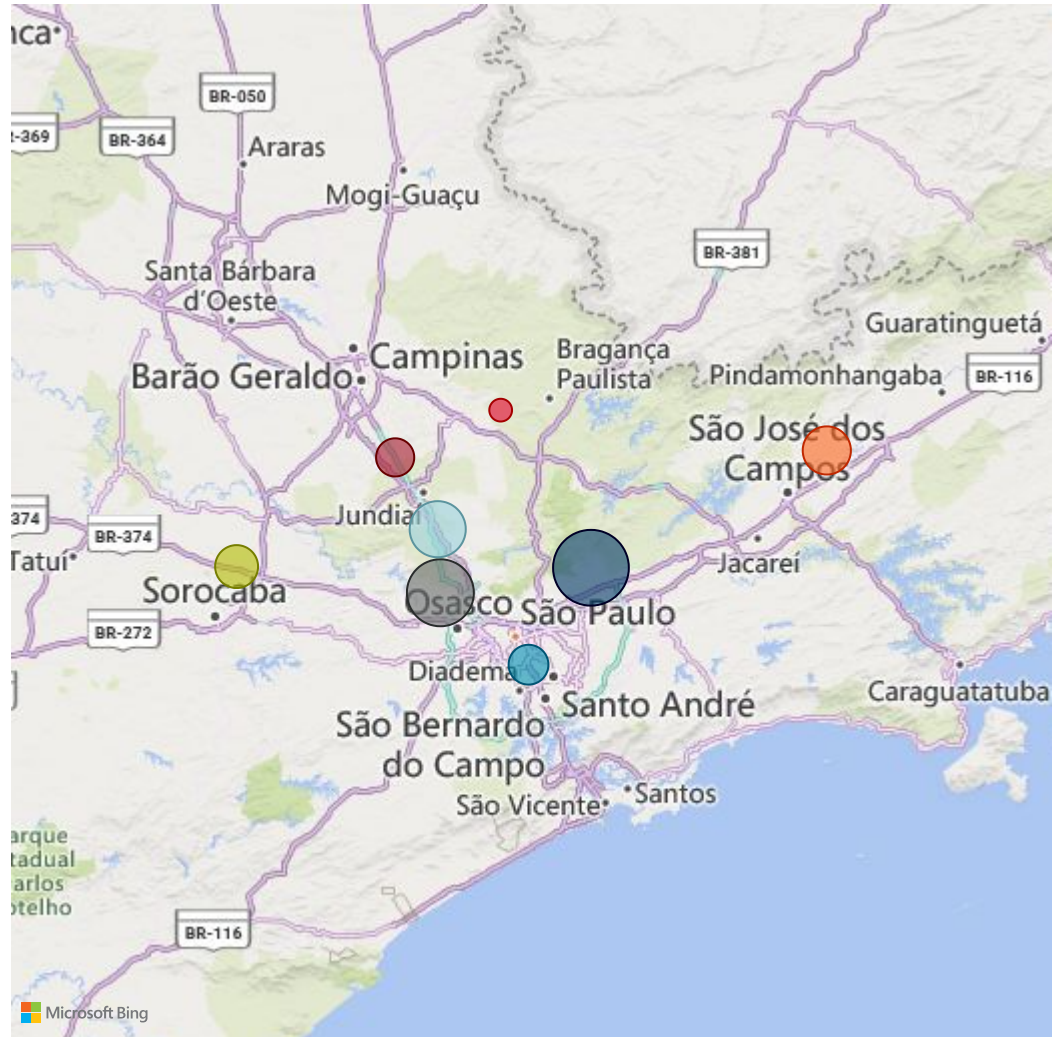 nca
BR-050
-369
BR-364
Araras
Mogi-Guaçu
BR-381
Santa Bárbara
d'Oeste
Guaratinguetá
Campinas
Bragança
Paulista
Barão Geraldo
Pindamonhangaba
BR-116
São José dos
Campos
Jundiaí
374
BR-374
Tatuí
Jacareí
Sorocaba
Osasco
São Paulo
BR-272
Diadema
Caraguatatuba
Santo André
São Bernardo
do Campo
São Vicente
Santos
arque
tadual
arlos
otelho
BR-116
Microsoft Bing